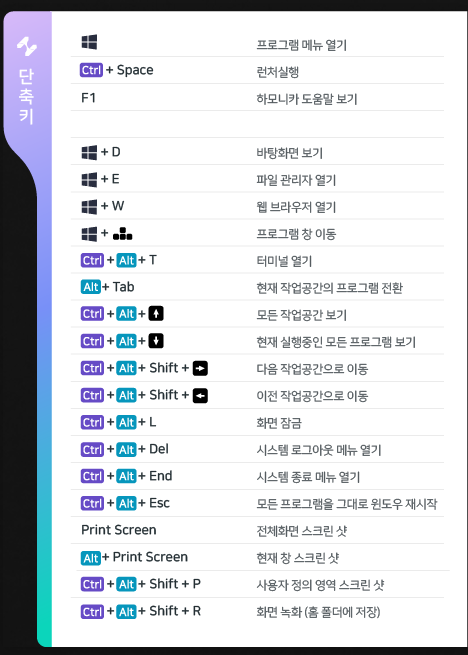 단축키
프로그램 메뉴 열기
Ctrl + Space 런처실행
F1 하모니카 도움말 보기
+ D 바탕화면 보기
+ E 파일 관리자 열기
+ W 웹 브라우저 열기
+ 프로그램 창 이동
Ctrl + Alt + T 터미널 열기
Alt + Tab 현재 작업공간의 프로그램 전환
Ctrl + Alt + ↑ 모든 작업공간 보기
Ctrl + Alt + ↓ 현재 실행중인 모든 프로그램 보기
Ctrl + Alt + Shift + → 다음 작업공간으로 이동
Ctrl + Alt + Shift + ← 이전 작업공간으로 이동
Ctrl + Alt + L 화면 잠금
Ctrl + Alt + Del 시스템 로그아웃 메뉴 열기
Ctrl + Alt + End 시스템 종료 메뉴 열기
Ctrl + Alt + Esc 모든 프로그램을 그대로 윈도우 재시작
Print Screen 전체화면 스크린 샷
Alt + Print Screen 현재 창 스크린 샷
Ctrl + Alt + Shift + P 사용자 정의 영역 스크린 샷
Ctrl + Alt + Shift + R 화면 녹화 (홈 폴더에 저장)